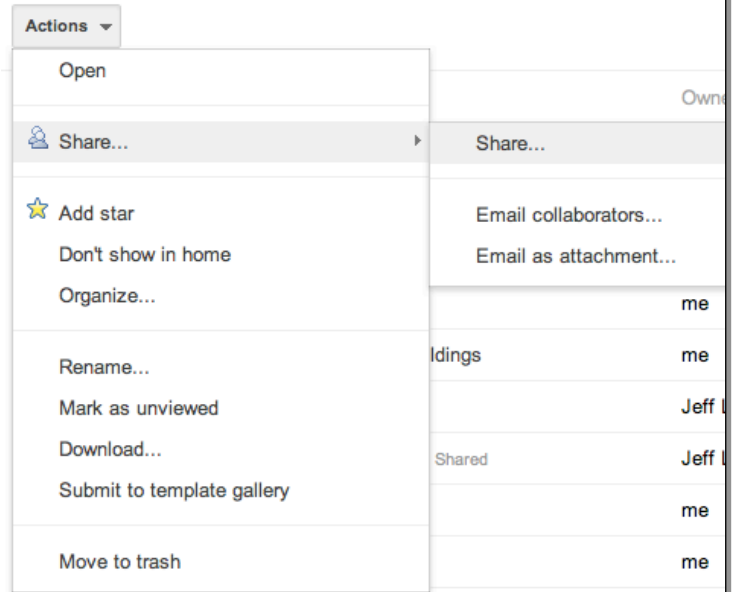 Actions
Open
Owne
Share...
Share...
Add star
Email collaborators...
Don't show in home
Email as attachment...
Organize...
me
Rename...
ldings
me
Mark as unviewed
Jeff L
Download...
Shared
Jeff L
Submit to template gallery
me
Move to trash
me